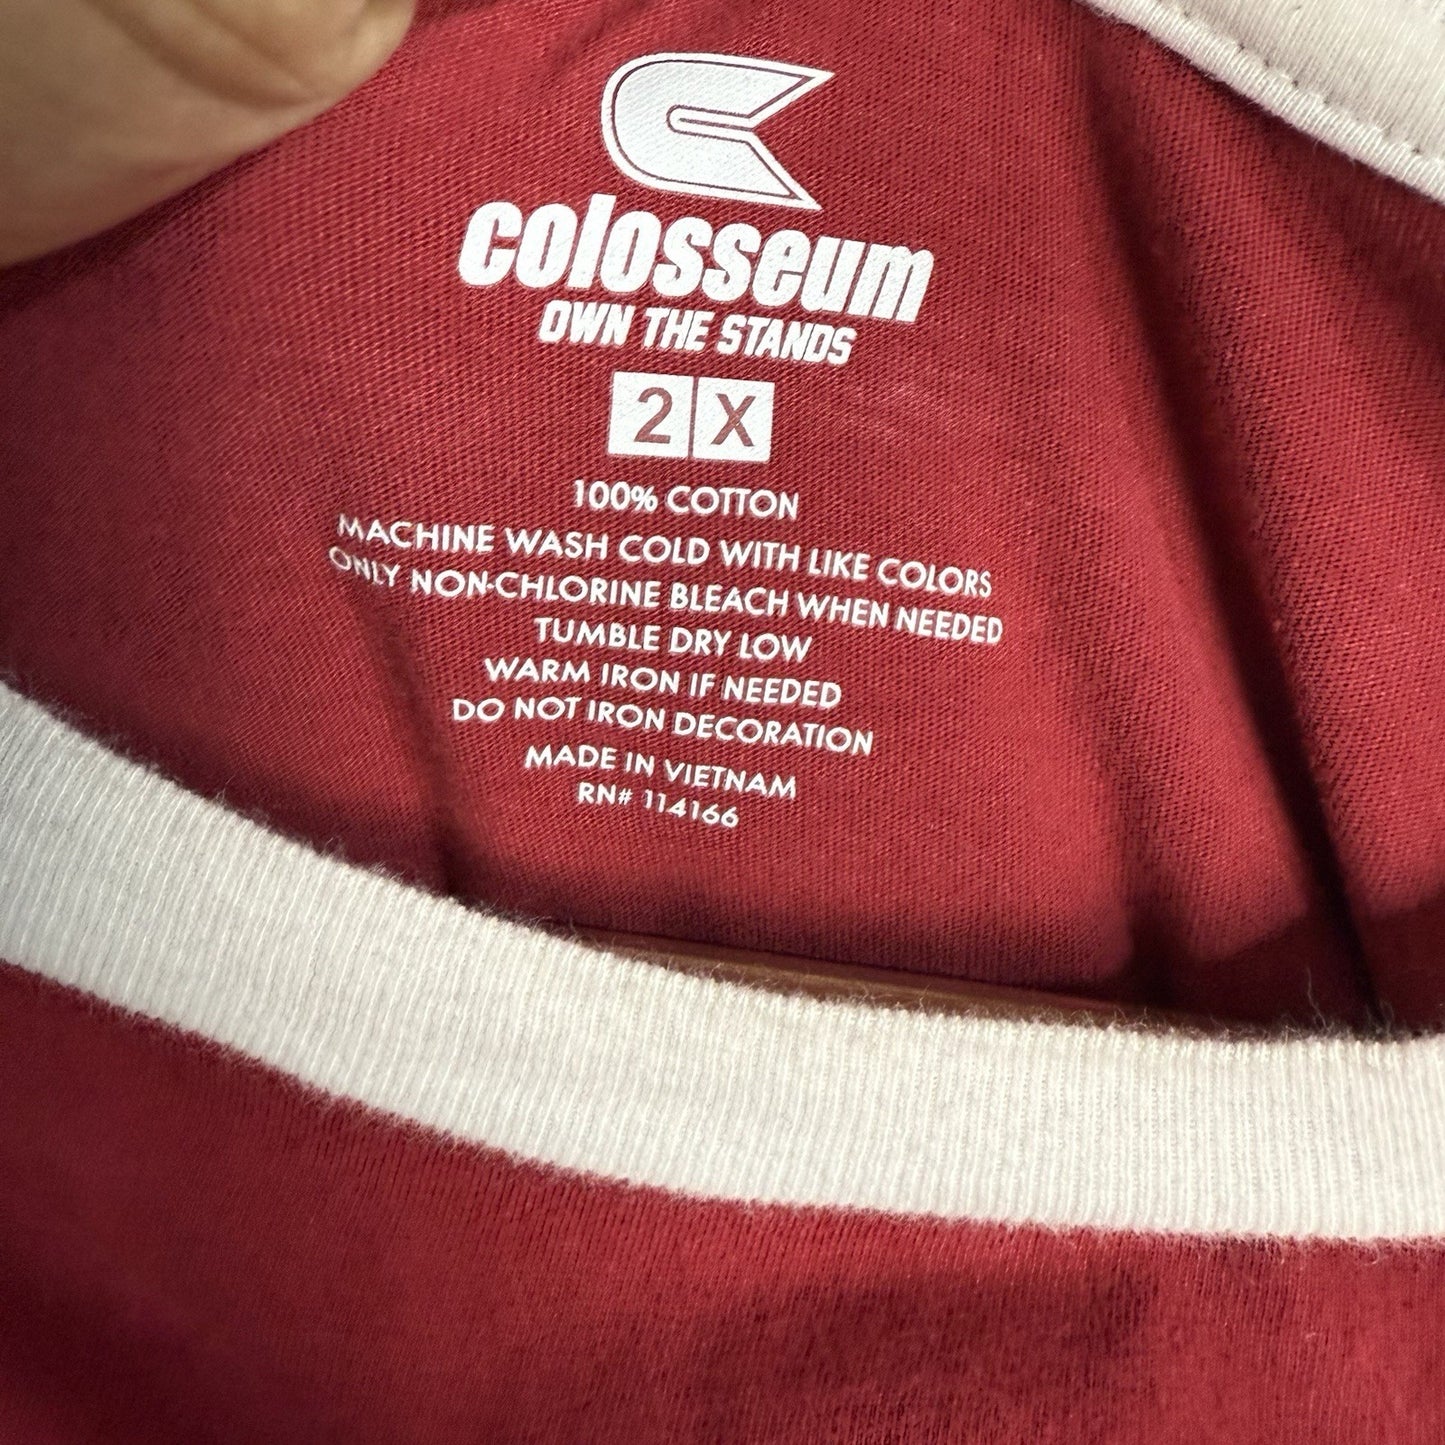 colosseum
OWN THE STANDS
2X
100% COTTON
MACHINE WASH COLD WITH LIKE COLORS
ONLY NON-CHLORINE BLEACH WHEN NEEDED
TUMBLE DRY LOW
WARM IRON IF NEEDED
DO NOT IRON DECORATION
MADE IN VIETNAM
RN# 114166